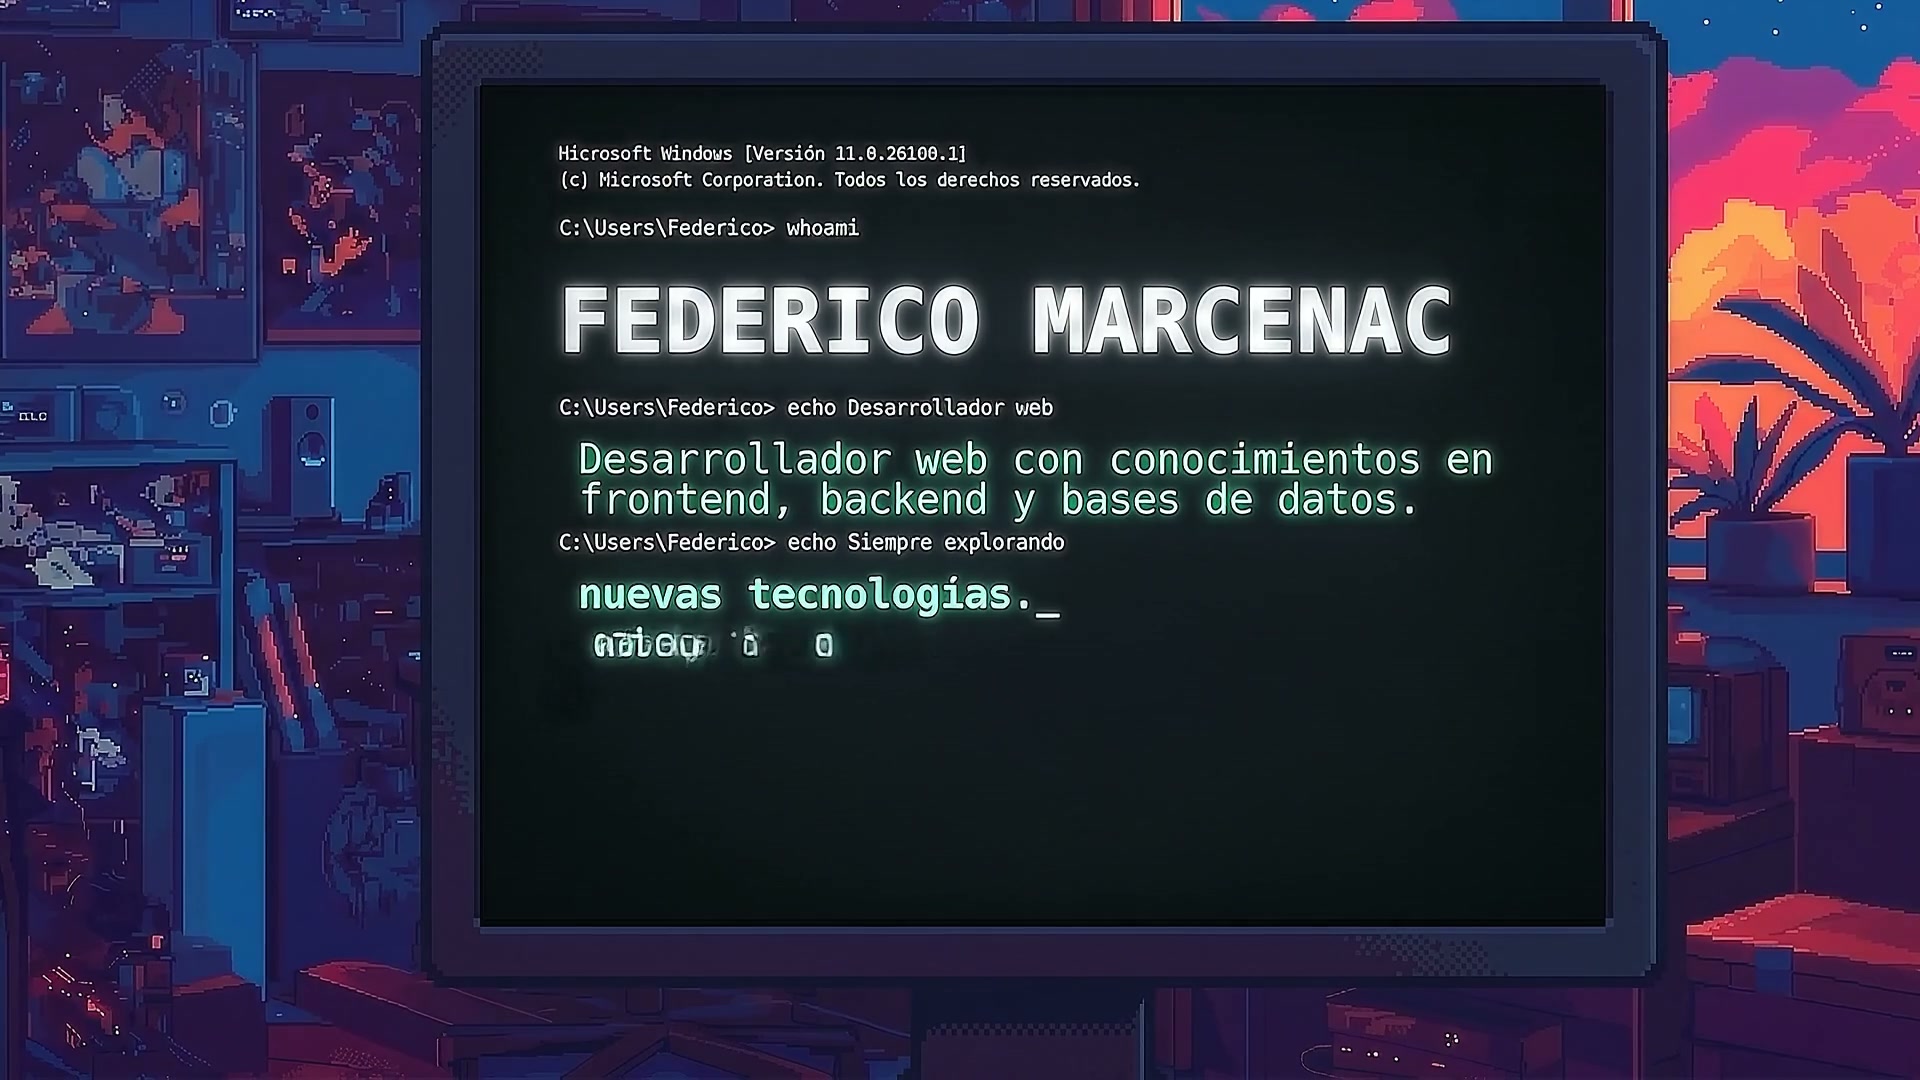 Hicrosoft Windows [Versión 11.0.26100.1]
(c) Microsoft Corporation. Todos los derechos reservados.
C:\Users\Federico> whoami
FEDERICO MARCENAC
C:\Users\Federico> echo Desarrollador web
Desarrollador web con conocimientos en
frontend, backend y bases de datos.
C:\Users\Federico> echo Siempre explorando
nuevas tecnologías._